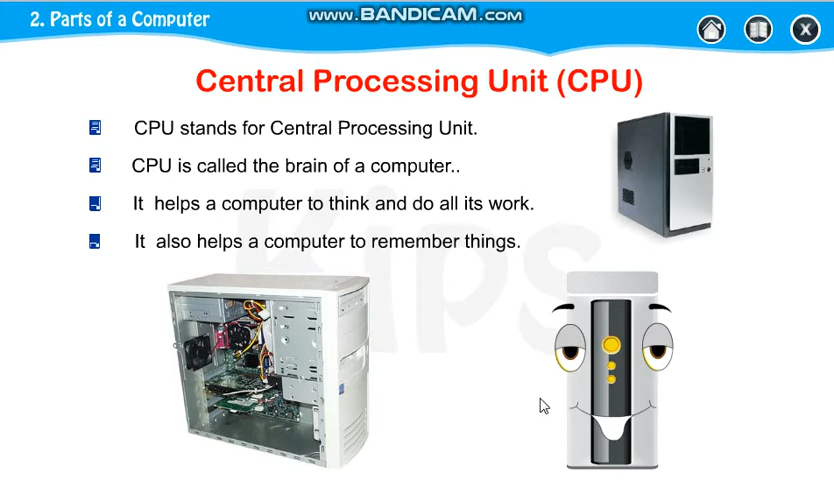 www.BANDICAM.com
2. Parts of a Computer
X
Central Processing Unit (CPU)
CPU stands for Central Processing Unit.
CPU is called the brain of a computer..
It helps a computer to think and do all its work.
It also helps a computer to remember things.
Kips